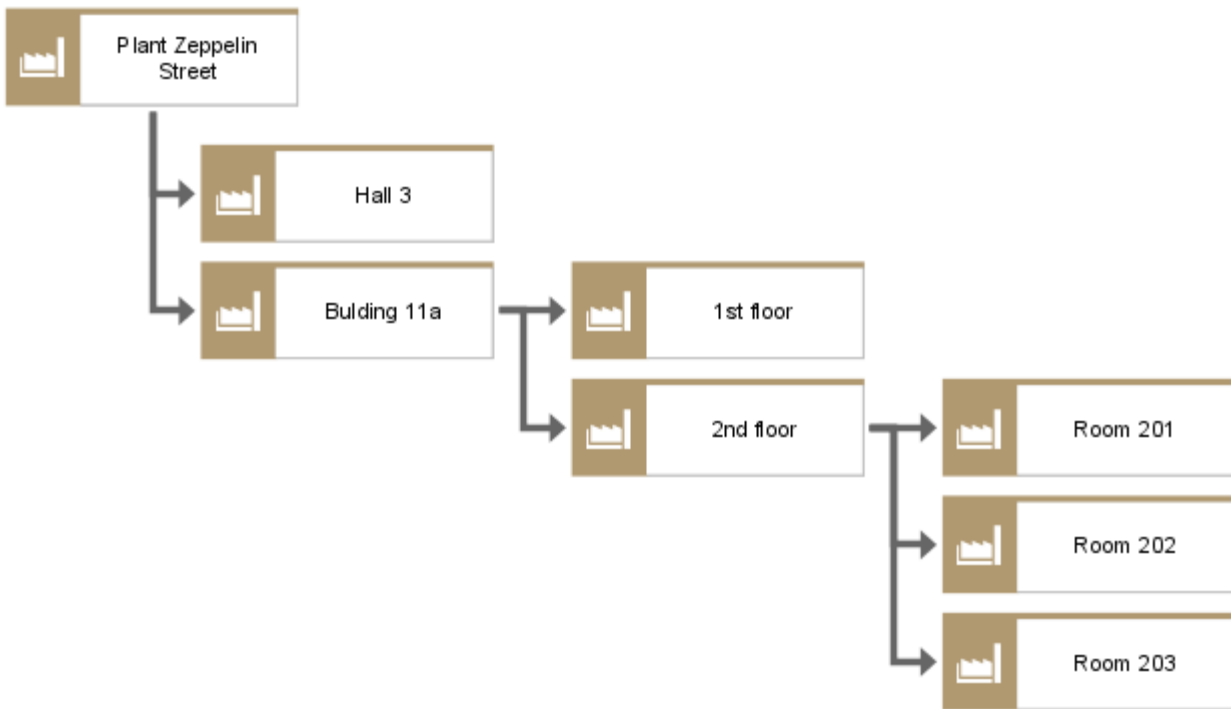 Plant Zeppelin
Street
Hall 3
Bulding 11a
1st floor
2nd floor
Room 201
Room 202
Room 203